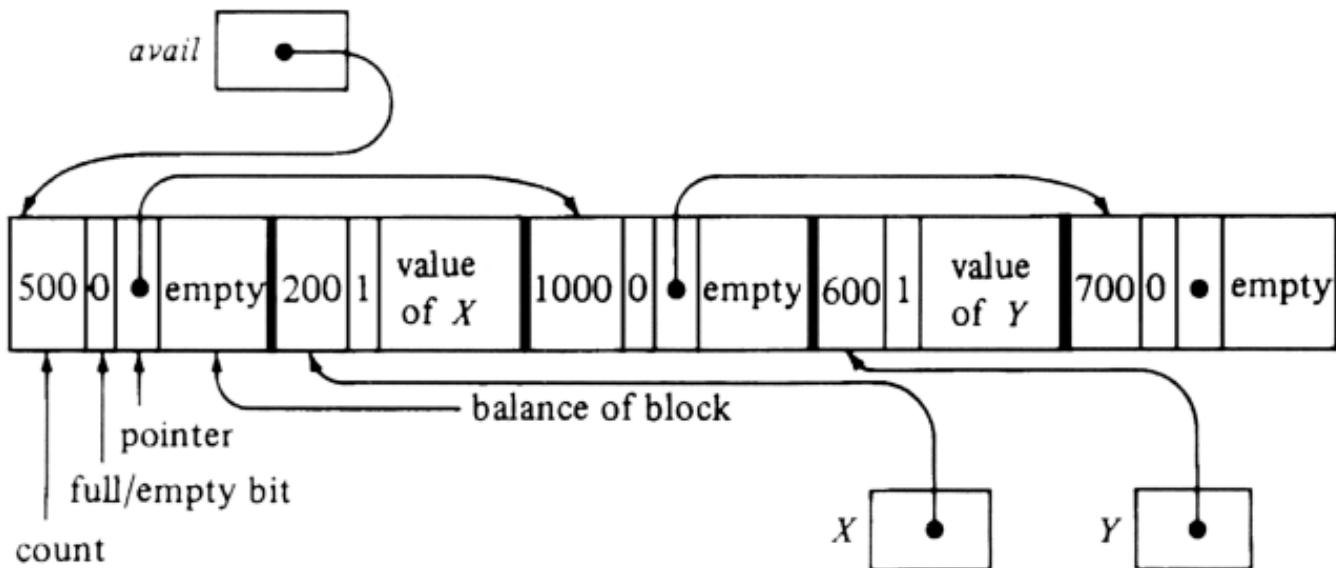 avail
500 0 empty 200 1 value of X 1000 0 empty 600 1 value of Y 700 0 empty
balance of block
pointer
full/empty bit
X Y
count